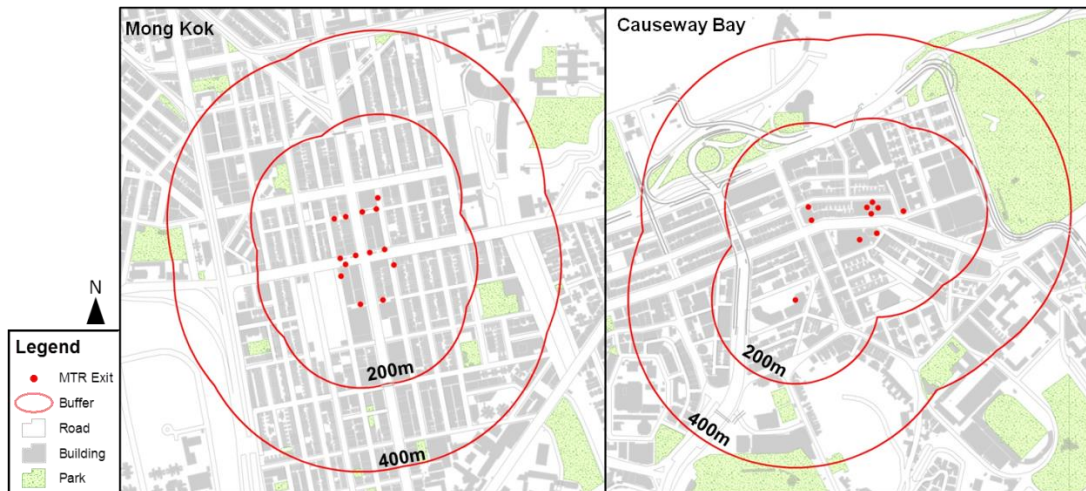 Mong Kok
200m
400m
Causeway Bay
200m
400m
N
Legend
MTR Exit
Buffer
Road
Building
Park